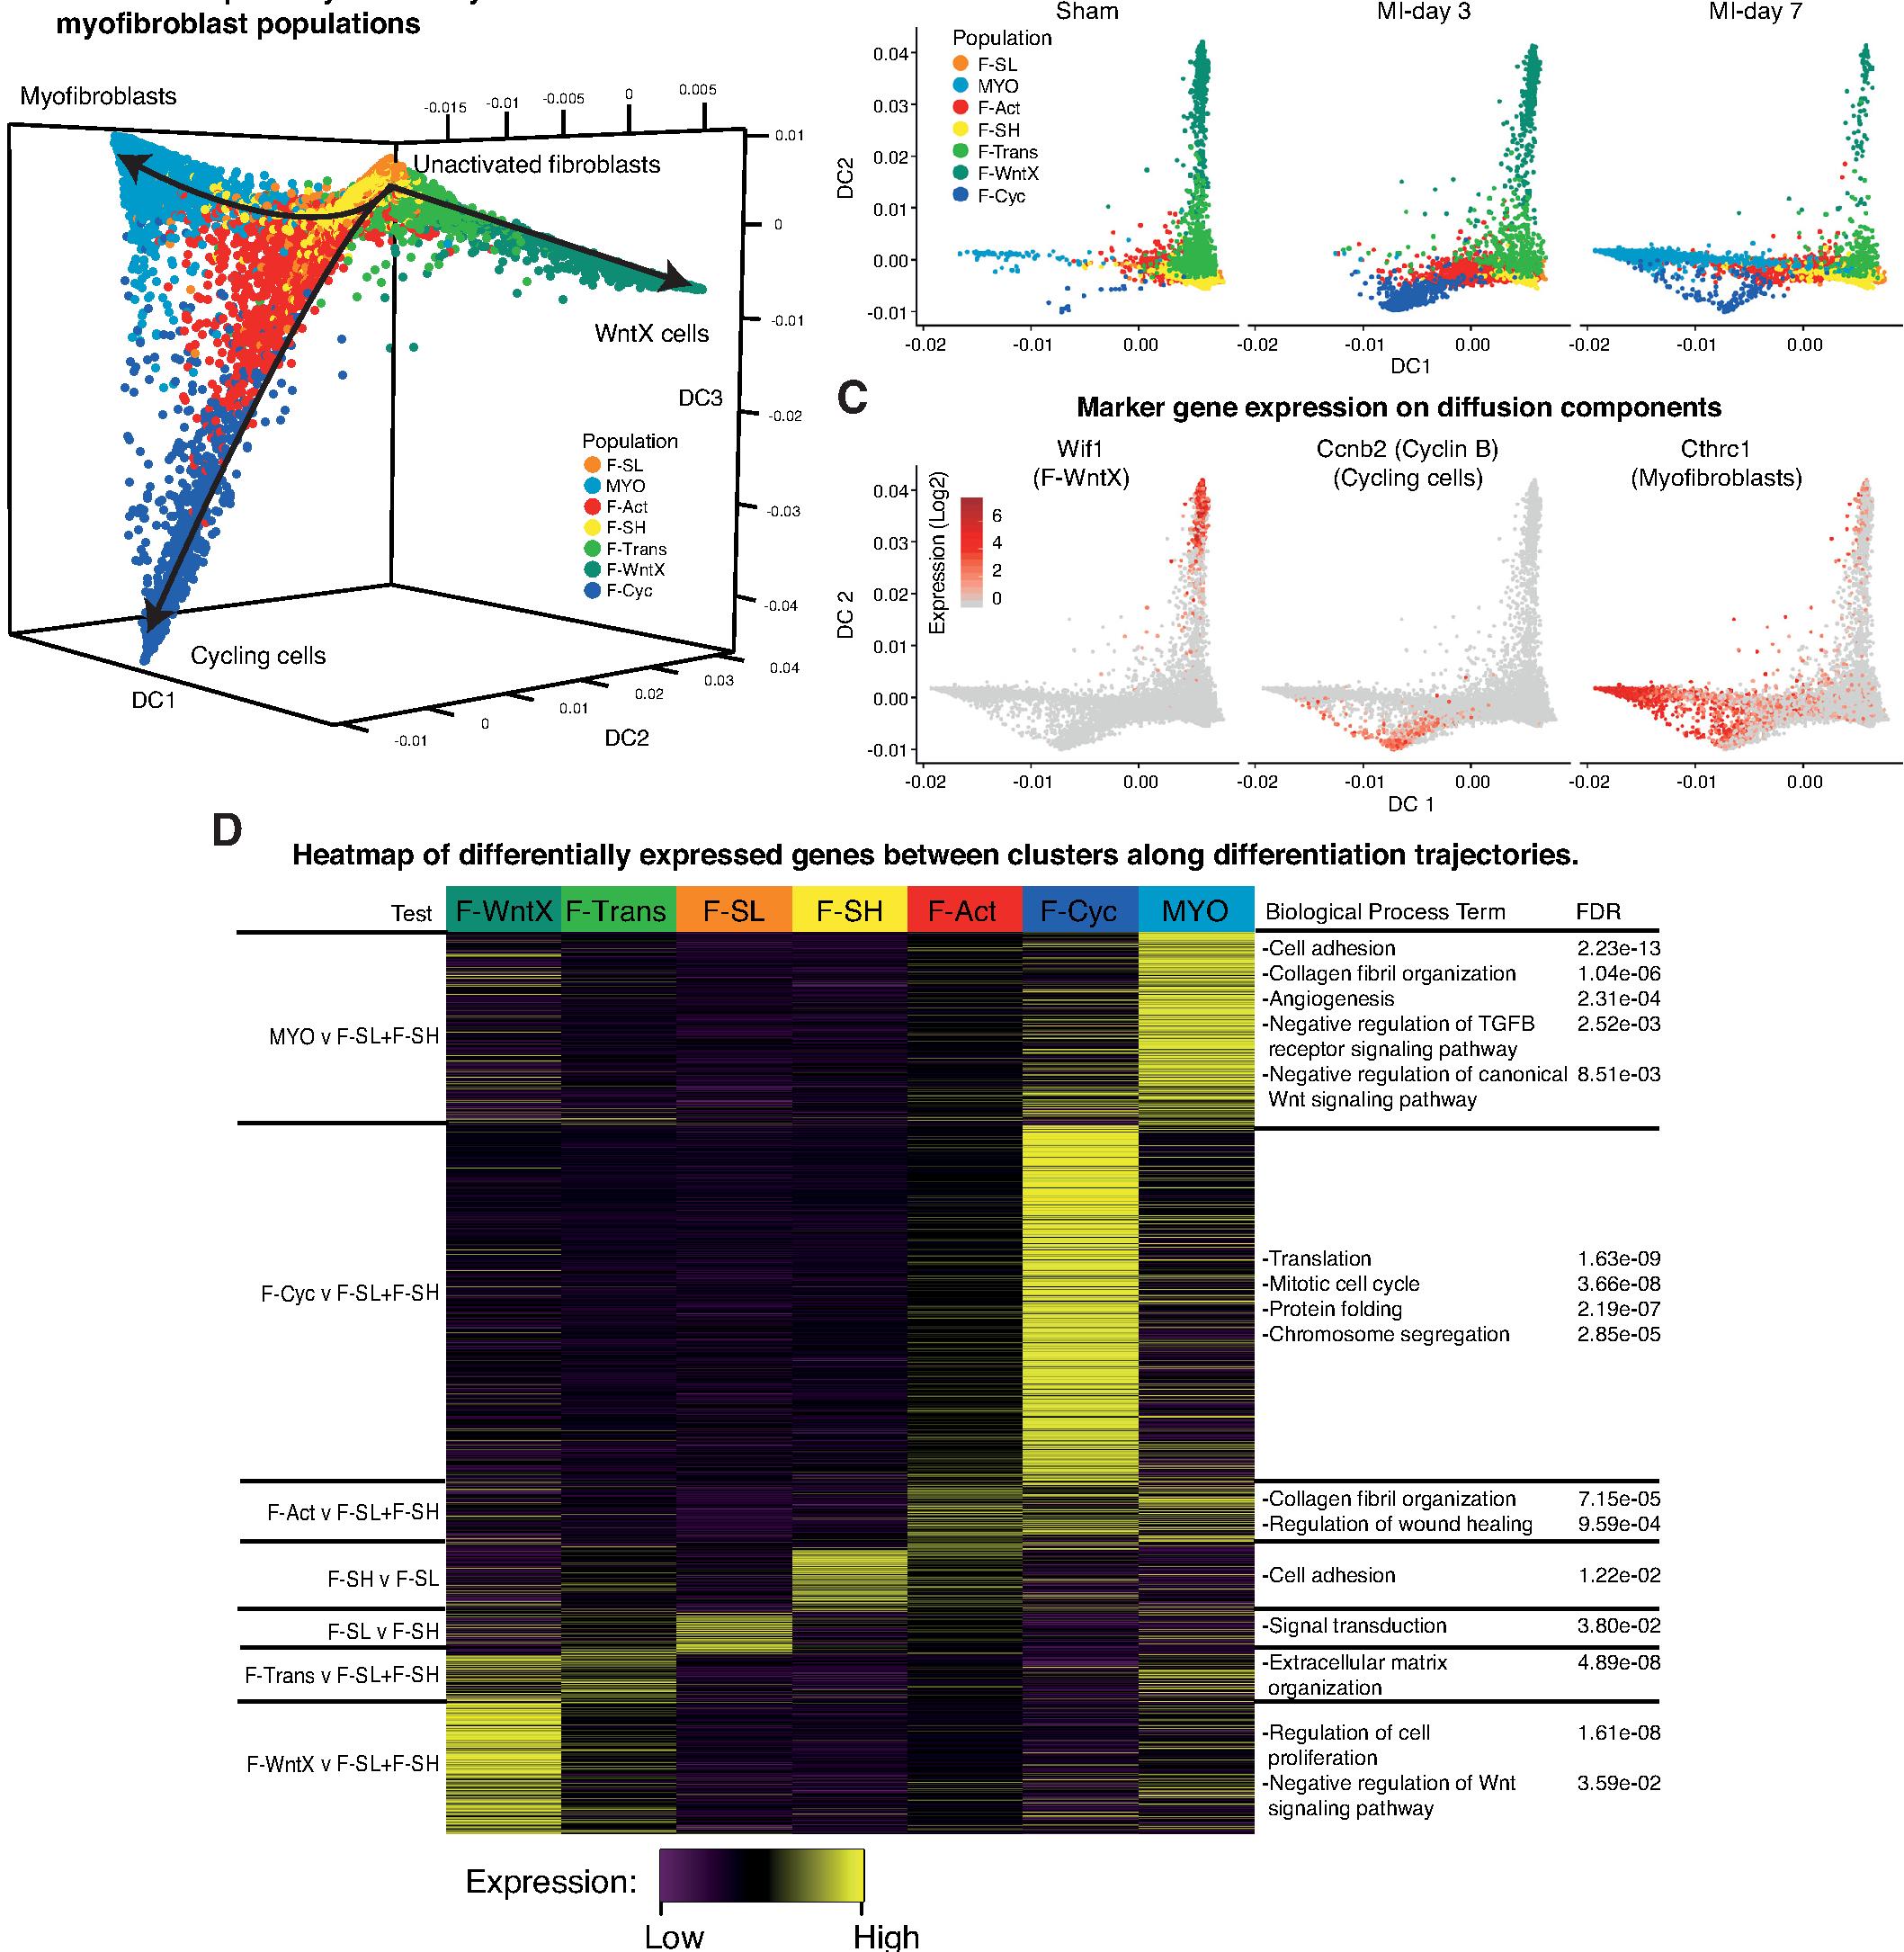 myofibroblast populations
Myofibroblasts
-0.015
-0.01
-0.005
0
0.005
0.01
Unactivated fibroblasts
0
-0.01
WntX cells
DC3
-0.02
Population
F-SL
MYO
F-Act
F-SH
F-Trans
F-WntX
F-Cyc
-0.03
-0.04
Cycling cells
DC1
-0.01
0
0.01
0.02
0.03
0.04
DC2
Sham
MI-day 3
MI-day 7
Population
F-SL
MYO
F-Act
F-SH
F-Trans
F-WntX
F-Cyc
DC2
0.04
0.03
0.02
0.01
0.00
-0.01
-0.02
-0.01
0.00
-0.02
-0.01
0.00
-0.02
-0.01
0.00
DC1
C
Marker gene expression on diffusion components
Wif1
(F-WntX)
Ccnb2 (Cyclin B)
(Cycling cells)
Cthrc1
(Myofibroblasts)
Expression (Log2)
6
4
2
0
DC 2
0.04
0.03
0.02
0.01
0.00
-0.01
-0.02
-0.01
0.00
-0.02
-0.01
0.00
-0.02
-0.01
0.00
DC 1
D
Heatmap of differentially expressed genes between clusters along differentiation trajectories.
Test F-WntX F-Trans F-SL F-SH F-Act F-Cyc MYO Biological Process Term FDR
MYO v F-SL+F-SH
-Cell adhesion 2.23e-13
-Collagen fibril organization 1.04e-06
-Angiogenesis 2.31e-04
-Negative regulation of TGFB 2.52e-03
receptor signaling pathway
-Negative regulation of canonical 8.51e-03
Wnt signaling pathway
F-Cyc v F-SL+F-SH
-Translation 1.63e-09
-Mitotic cell cycle 3.66e-08
-Protein folding 2.19e-07
-Chromosome segregation 2.85e-05
F-Act v F-SL+F-SH
-Collagen fibril organization 7.15e-05
-Regulation of wound healing 9.59e-04
F-SH v F-SL
-Cell adhesion 1.22e-02
F-SL v F-SH
-Signal transduction 3.80e-02
F-Trans v F-SL+F-SH
-Extracellular matrix 4.89e-08
organization
F-WntX v F-SL+F-SH
-Regulation of cell 1.61e-08
proliferation
-Negative regulation of Wnt 3.59e-02
signaling pathway
Expression:
Low
High